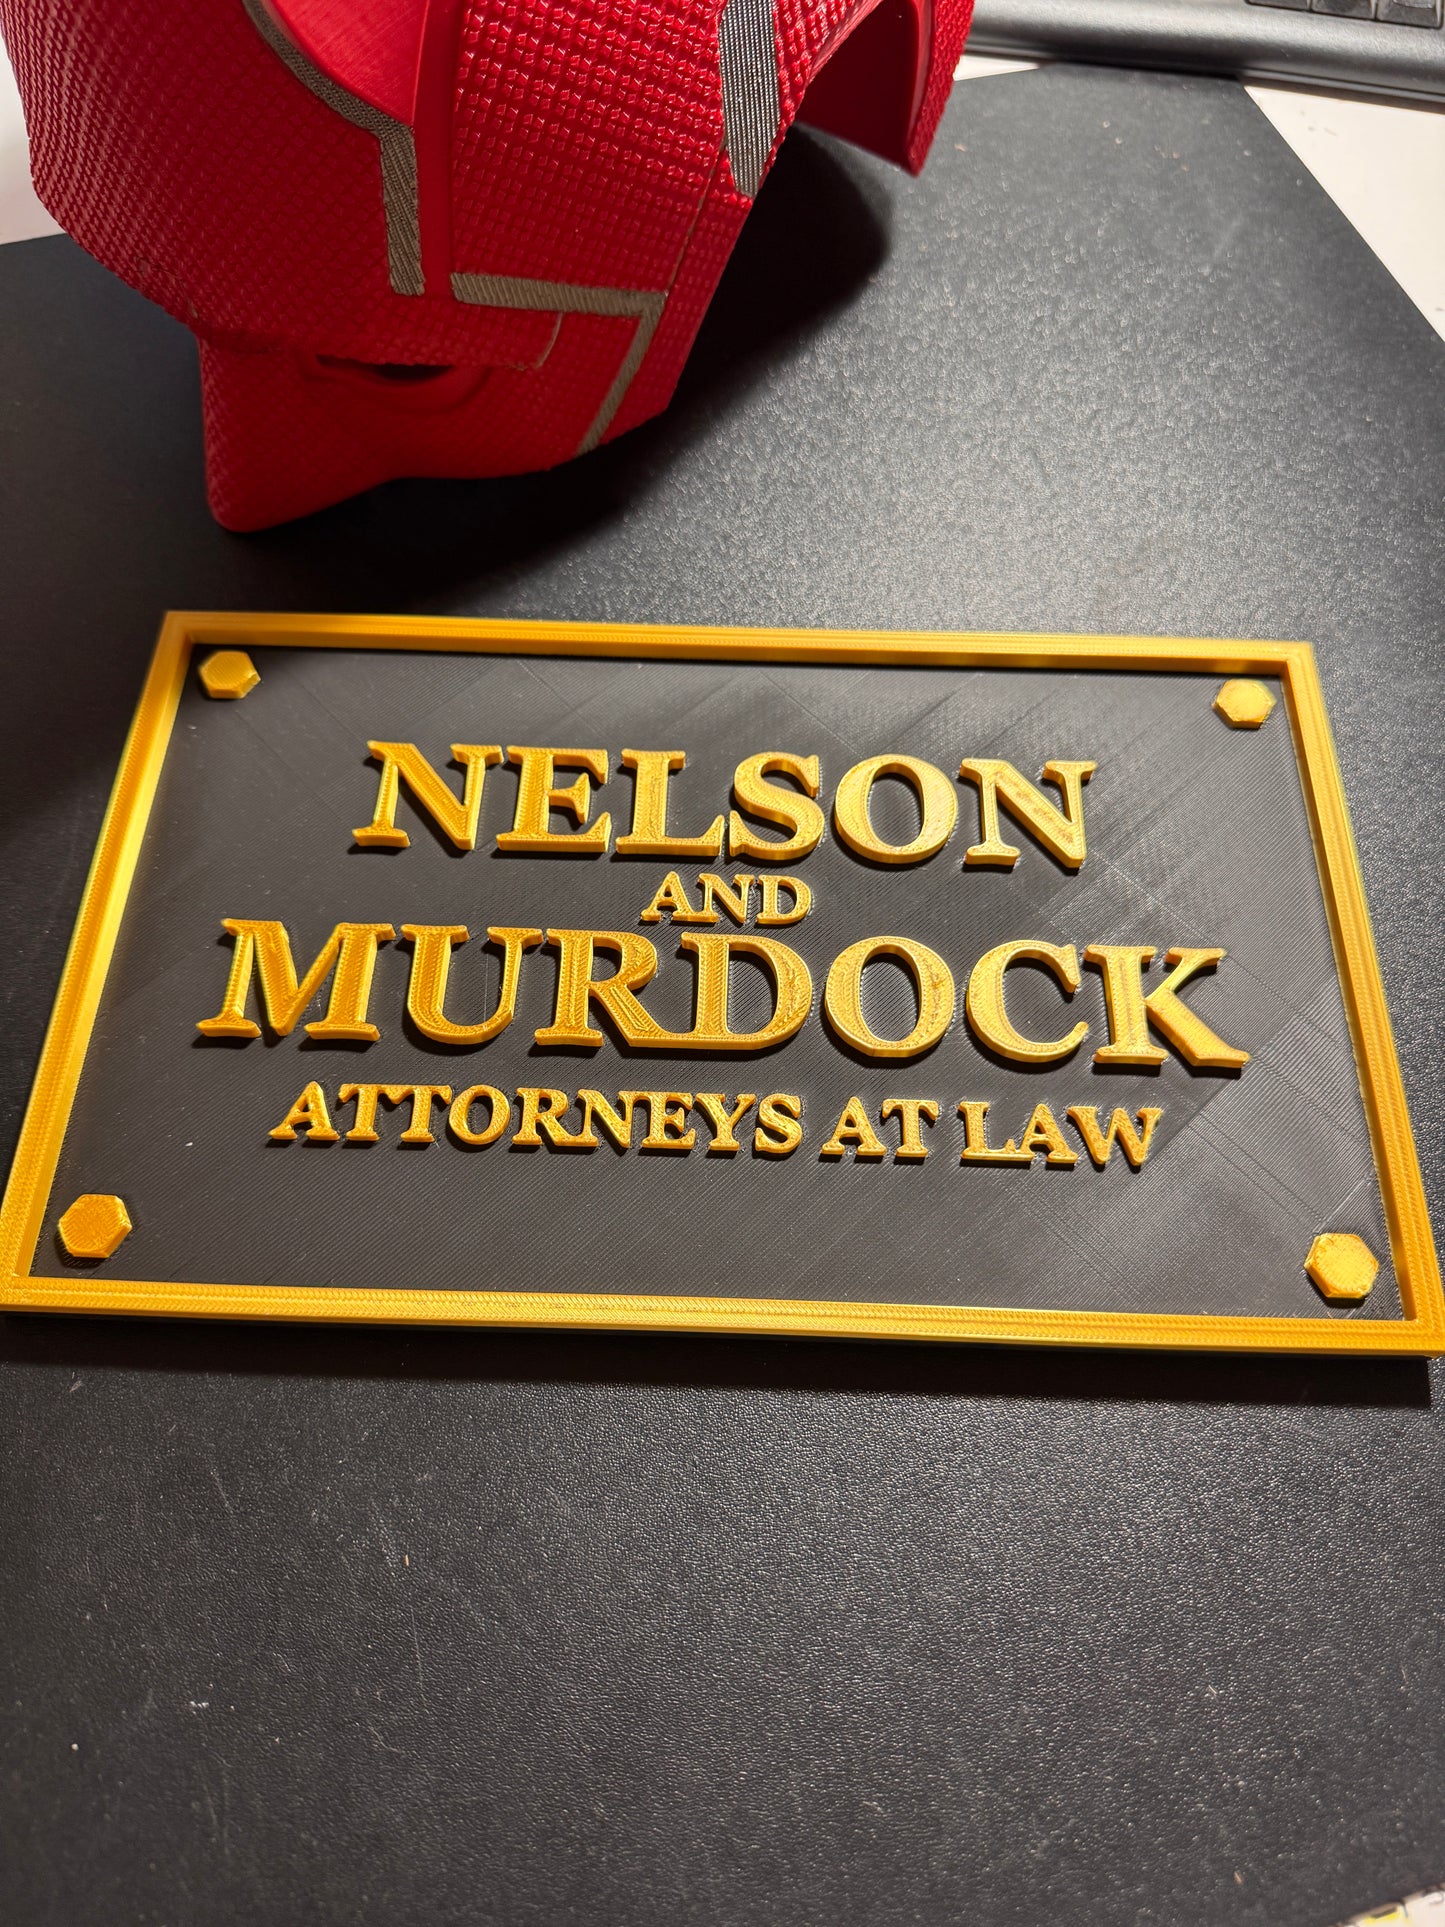 NELSON
AND
MURDOCK
ATTORNEYS AT LAW